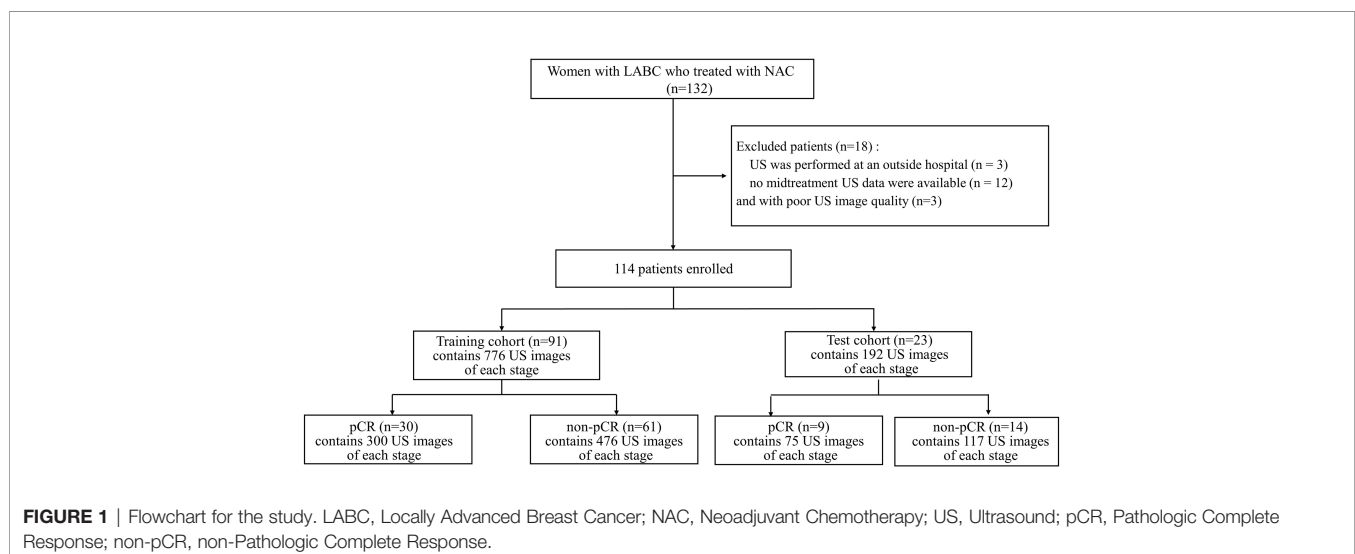 Women with LABC who treated with NAC
(n=132)
Excluded patients (n=18) :
US was performed at an outside hospital (n = 3)
no midtreatment US data were available (n = 12)
and with poor US image quality (n=3)
114 patients enrolled
Training cohort (n=91)
contains 776 US images
of each stage
Test cohort (n=23)
contains 192 US images
of each stage
pCR (n=30)
contains 300 US images
of each stage
non-pCR (n=61)
contains 476 US images
of each stage
pCR (n=9)
contains 75 US images
of each stage
non-pCR (n=14)
contains 117 US images
of each stage
FIGURE 1 | Flowchart for the study. LABC, Locally Advanced Breast Cancer; NAC, Neoadjuvant Chemotherapy; US, Ultrasound; pCR, Pathologic Complete
Response; non-pCR, non-Pathologic Complete Response.